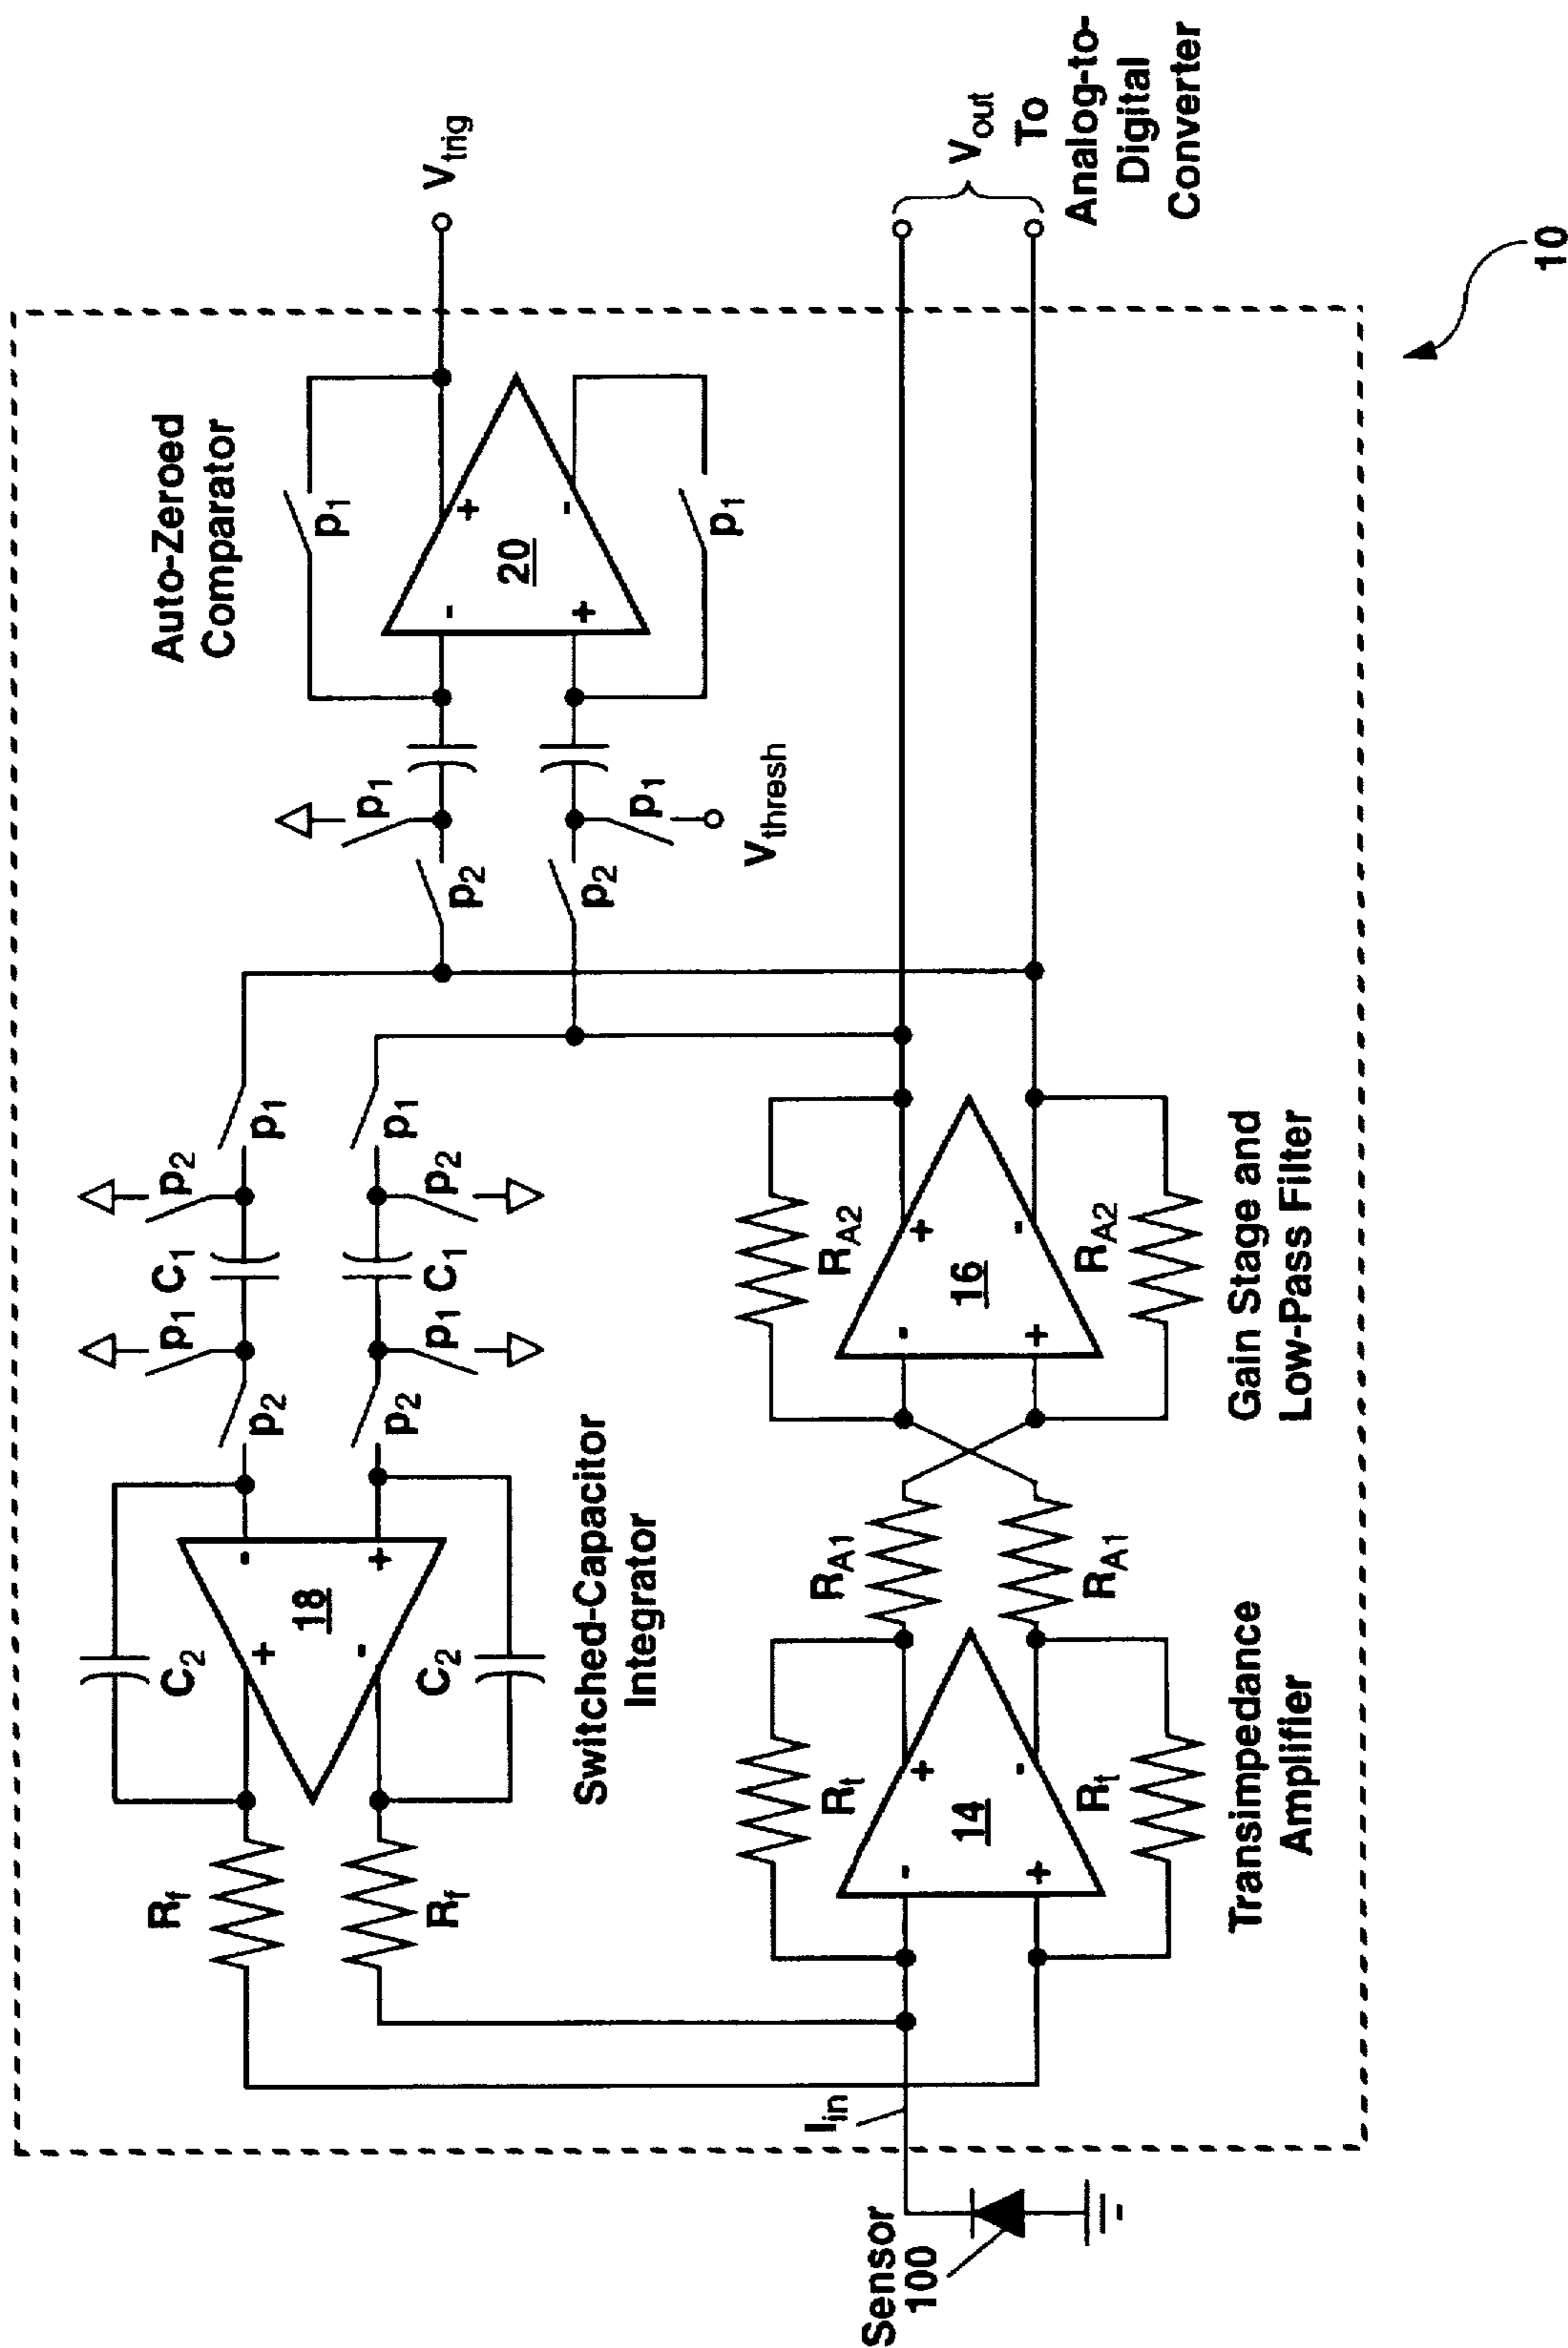 Auto-Zeroed
Comparator
p₁
V_trig
C₂
p₂
p₁
C₁
p₂
p₁
p₁
20
-
+
+
-
p₂
p₂
p₁
V_thresh
p₁
R_f
R_f
18
+
-
-
+
C₂
p₂
p₁
C₁
p₂
p₁
Switched-Capacitor
Integrator
I_in
Sensor
100
R_t
14
-
+
+
-
R_t
Transimpedance
Amplifier
R_A1
R_A1
R_A2
16
-
+
+
-
R_A2
Gain Stage and
Low-Pass Filter
V_out
To
Analog-to-
Digital
Converter
10